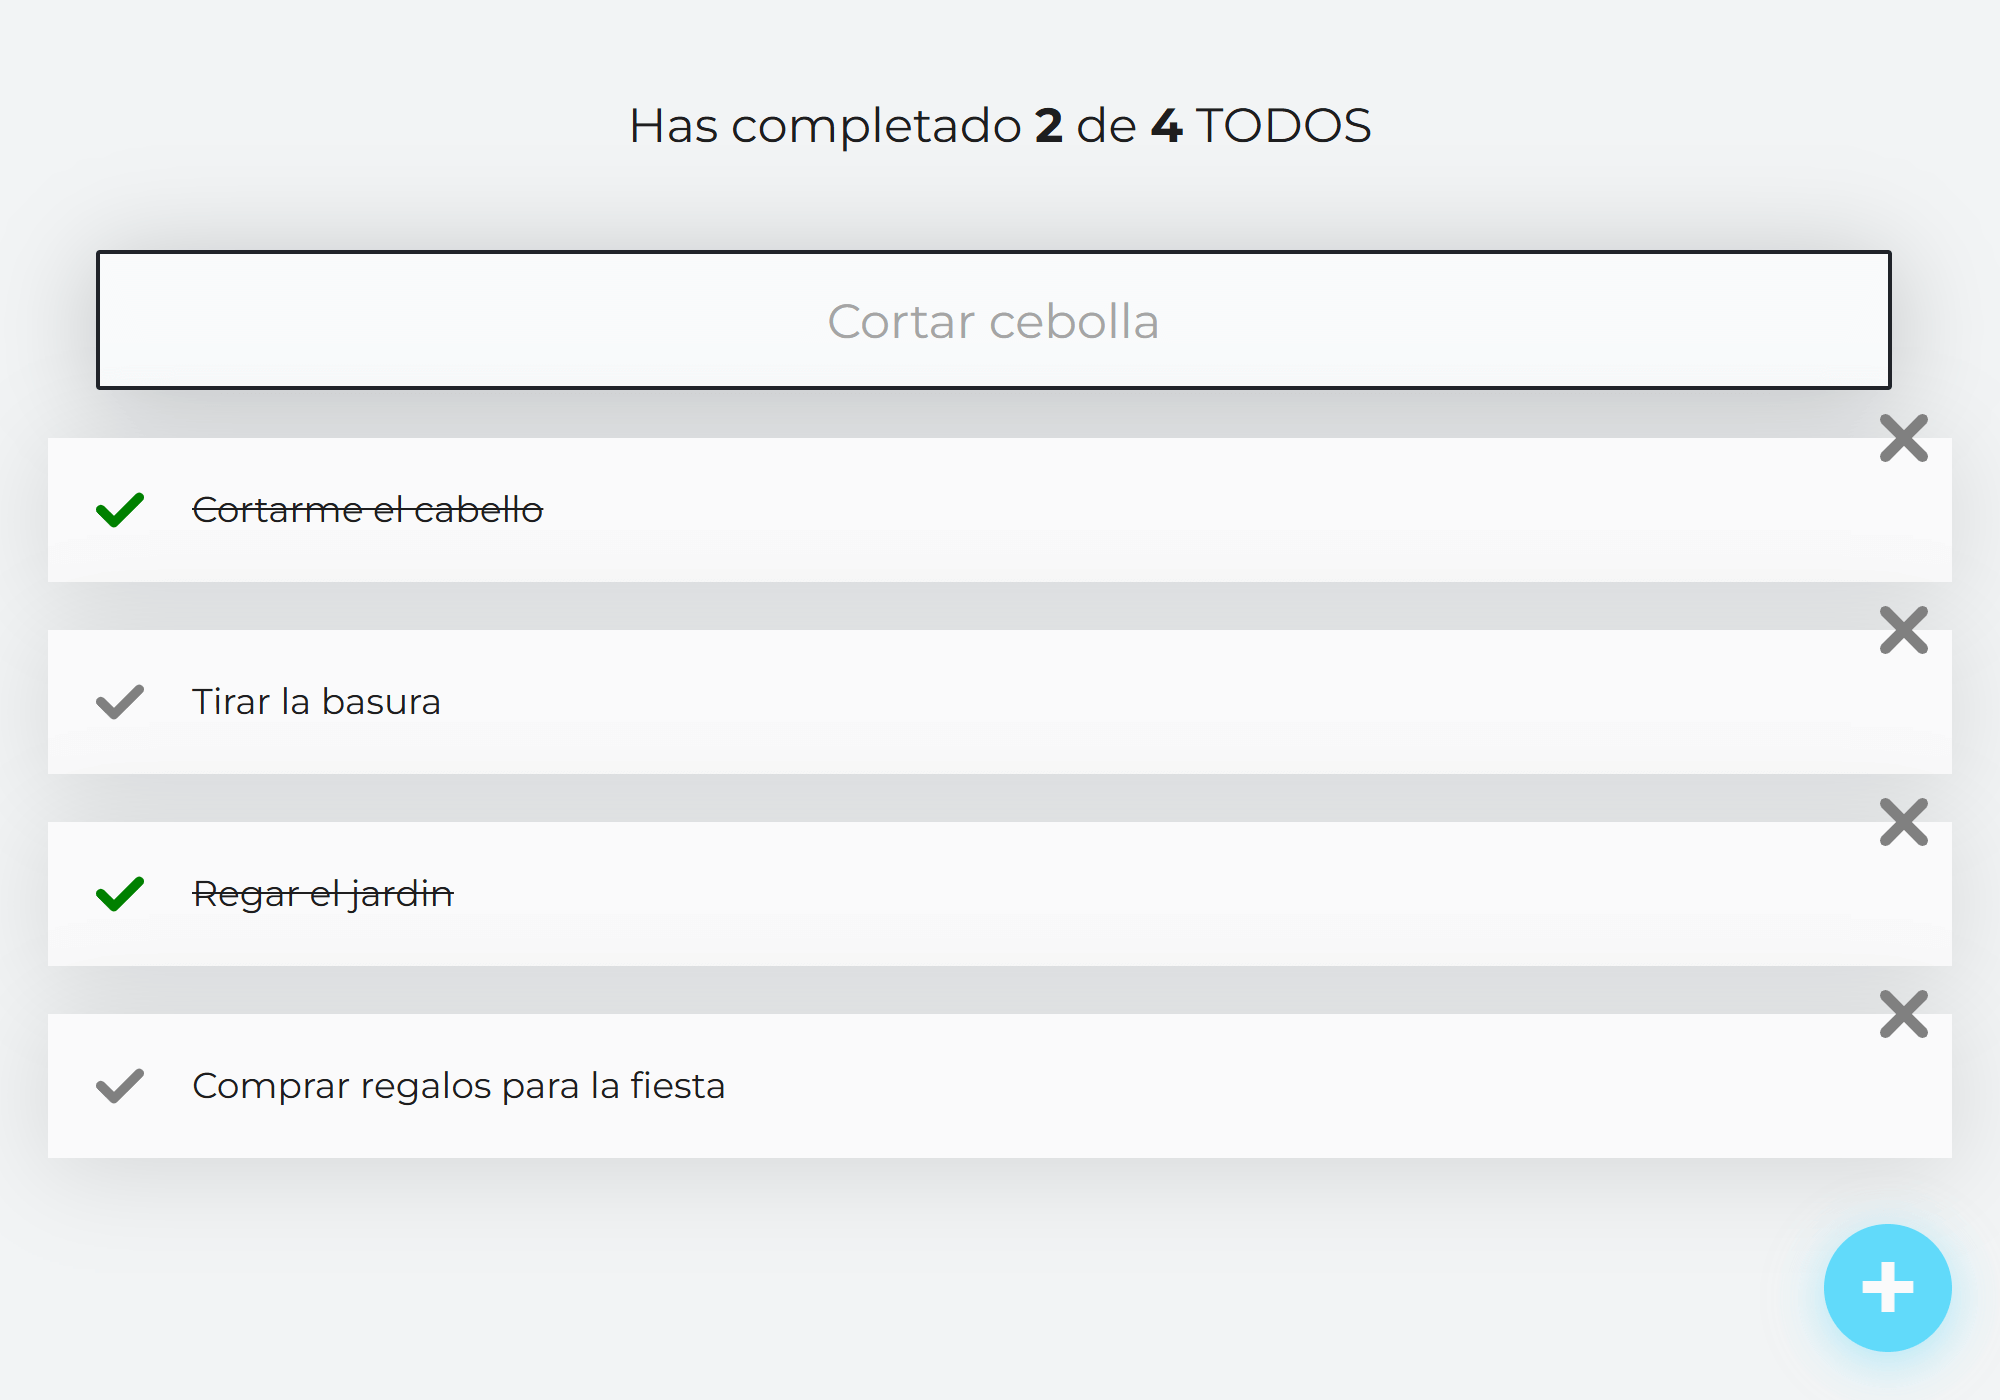 Has completado 2 de 4 TODOS
Cortar cebolla
Cortarme el cabello
Tirar la basura
Regar el jardin
Comprar regalos para la fiesta